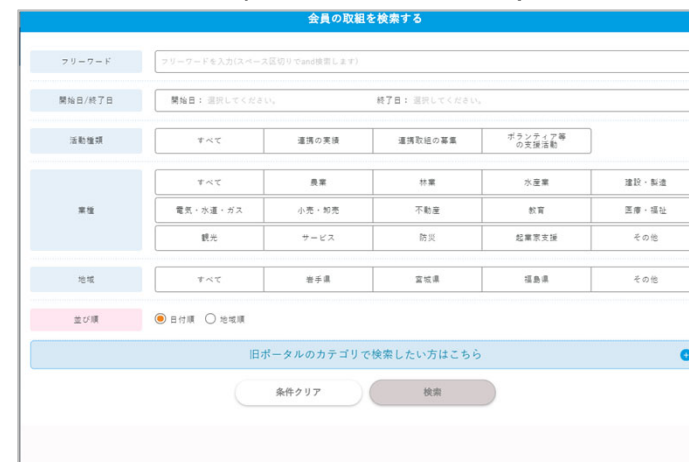 会員の取組を検索する
フリーワード フリーワードを入力(スペース区切りでand検索します)
開始日/終了日 開始日： 選択してください。 終了日： 選択してください。
活動種類 すべて 連携の実績 連携取組の募集 ボランティア等
の支援活動
すべて 農業 林業 水産業 建設・製造
業種 電気・水道・ガス 小売・卸売 不動産 教育 医療・福祉
観光 サービス 防災 起業家支援 その他
地域 すべて 岩手県 宮城県 福島県 その他
並び順 日付順 地域順
旧ポータルのカテゴリで検索したい方はこちら
条件クリア 検索